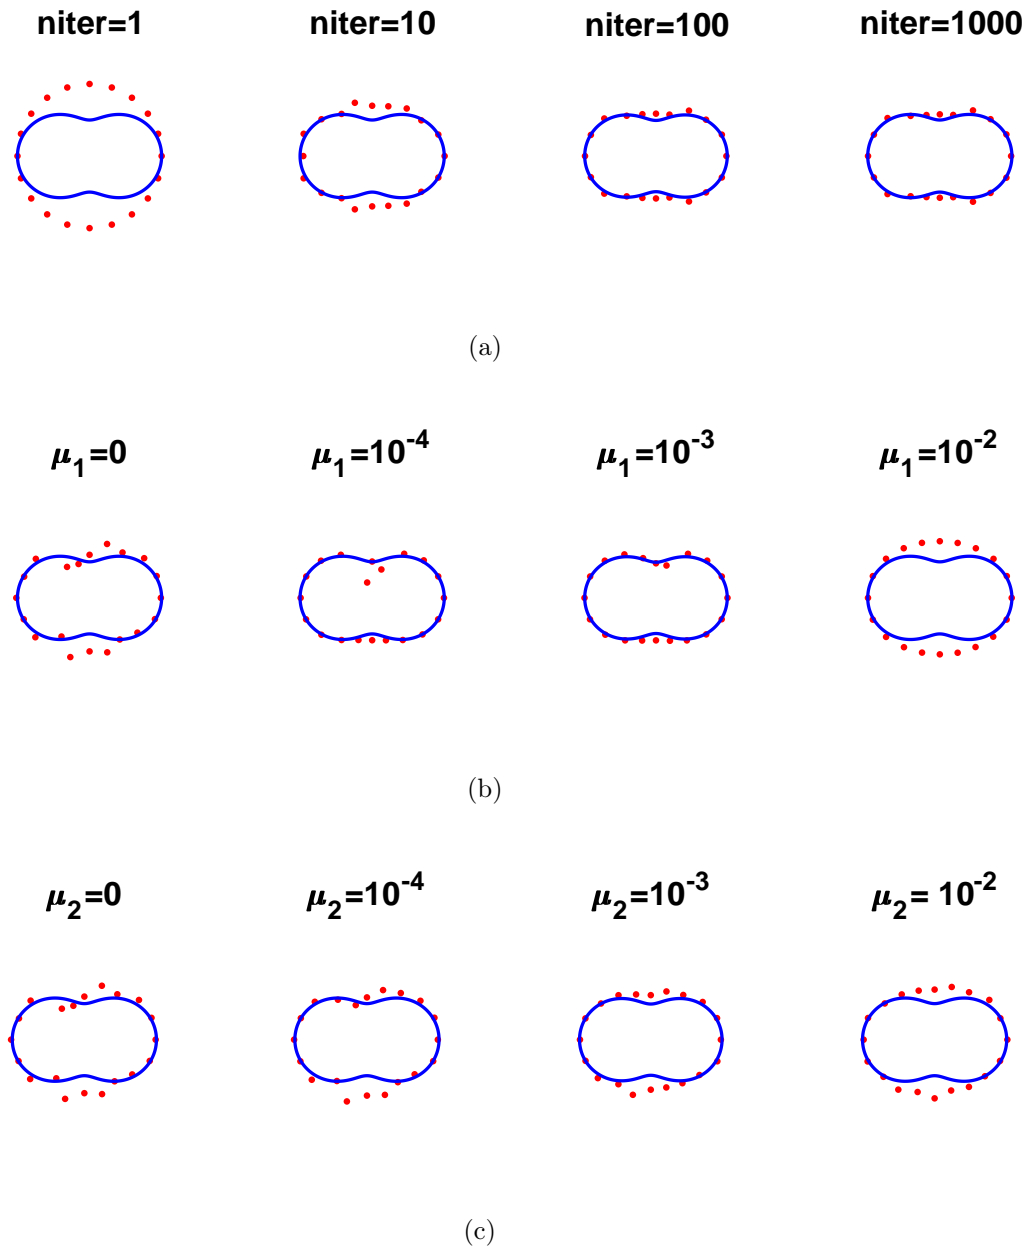 niter=1 niter=10 niter=100 niter=1000
(a)
μ₁=0 μ₁=10⁻⁴ μ₁=10⁻³ μ₁=10⁻²
(b)
μ₂=0 μ₂=10⁻⁴ μ₂=10⁻³ μ₂= 10⁻²
(c)